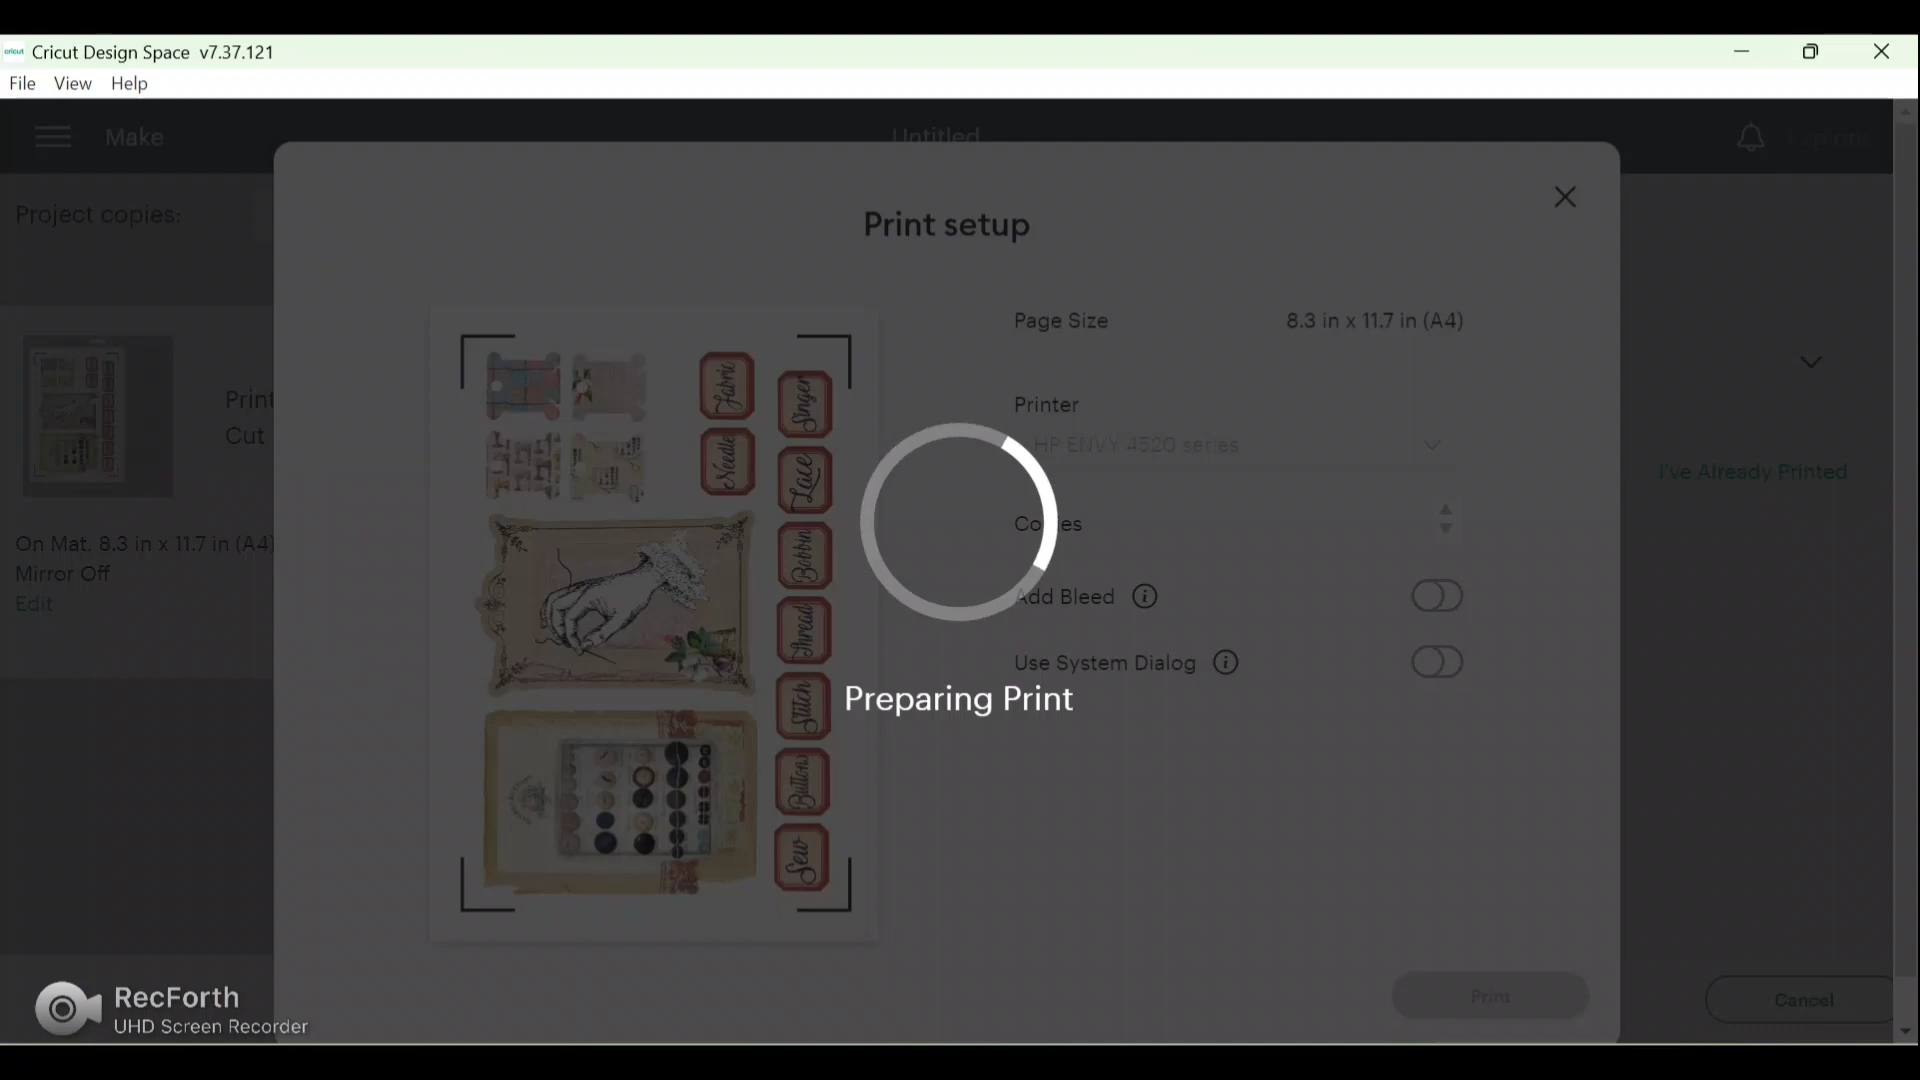 cricut Cricut Design Space v7.37.121
File View Help
Make
Untitled
Project copies:
Print setup
Page Size 8.3 in x 11.7 in (A4)
Printer
HP ENVY 4520 series
Copies
Add Bleed
Use System Dialog
Preparing Print
Print
Cut
On Mat, 8.3 in x 11.7 in (A4)
Mirror Off
Edit
I've Already Printed
Fabric
Singer
Needle
Lace
Bobbin
Thread
Stitch
Buttons
Sew
Print
Cancel
RecForth
UHD Screen Recorder